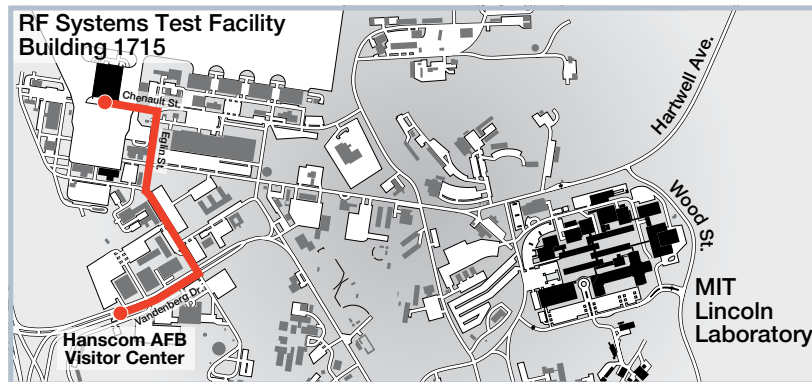 RF Systems Test Facility
Building 1715
Chenault St.
Eglin St.
Hartwell Ave.
Wood St.
MIT
Lincoln
Laboratory
Vandenberg Dr.
Hanscom AFB
Visitor Center